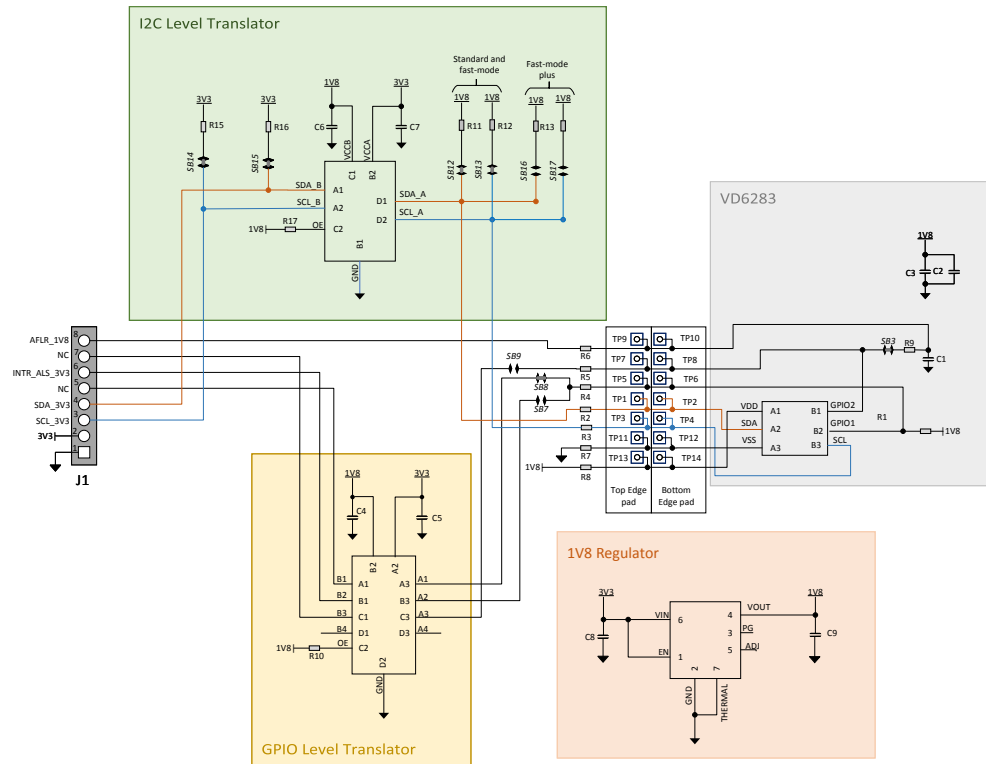 I2C Level Translator
Standard and
fast-mode
Fast-mode
plus
3V3
3V3
1V8
3V3
1V8
1V8
1V8
1V8
R15
R16
C6
C7
R11
R12
R13
VCCB
VCCA
SB14
SB15
SB12
SB13
SB16
SB17
C1
B2
SDA_B
A1
SDA_A
D1
SCL_B
A2
SCL_A
D2
R17
OE
1V8
C2
B1
GND
VD6283
1V8
C3
C2
8
AFLR_1V8
7
NC
6
INTR_ALS_3V3
5
NC
4
SDA_3V3
3
SCL_3V3
2
3V3
1
J1
TP9
TP10
R6
TP7
TP8
SB9
R5
TP5
TP6
SB8
R4
TP1
TP2
SB7
R2
TP3
TP4
R3
TP11
TP12
R7
TP13
TP14
1V8
R8
Top Edge
pad
Bottom
Edge pad
SB3
R9
C1
VDD
A1
B1
GPIO2
SDA
A2
B2
GPIO1
R1
1V8
VSS
A3
B3
SCL
1V8
3V3
C4
C5
B2
A2
B1
A1
A3
A1
B2
B1
B3
A2
B3
C1
C3
A3
B4
D1
D3
A4
OE
1V8
C2
R10
D2
GND
GPIO Level Translator
1V8 Regulator
3V3
1V8
VIN
6
4
VOUT
C8
3
PG
C9
EN
1
5
ADJ
2
7
GND
THERMAL